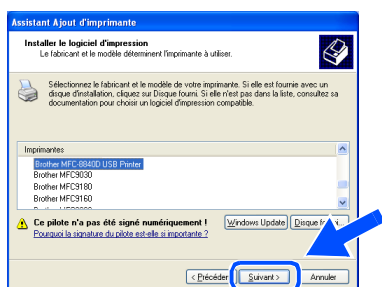 Assistant Ajout d'imprimante
Installer le logiciel d'impression
Le fabricant et le modèle déterminent l'imprimante à utiliser.
Sélectionnez le fabricant et le modèle de votre imprimante. Si elle est fournie avec un
disque d'installation, cliquez sur Disque fourni. Si elle n'est pas dans la liste, consultez sa
documentation pour choisir un logiciel d'impression compatible.
Imprimantes
Brother MFC-8840D USB Printer
Brother MFC9030
Brother MFC9180
Brother MFC9160
Ce pilote n'a pas été signé numériquement !
Windows Update
Disque
Pourquoi la signature du pilote est-elle si importante ?
< Précéder
Suivant >
Annuler